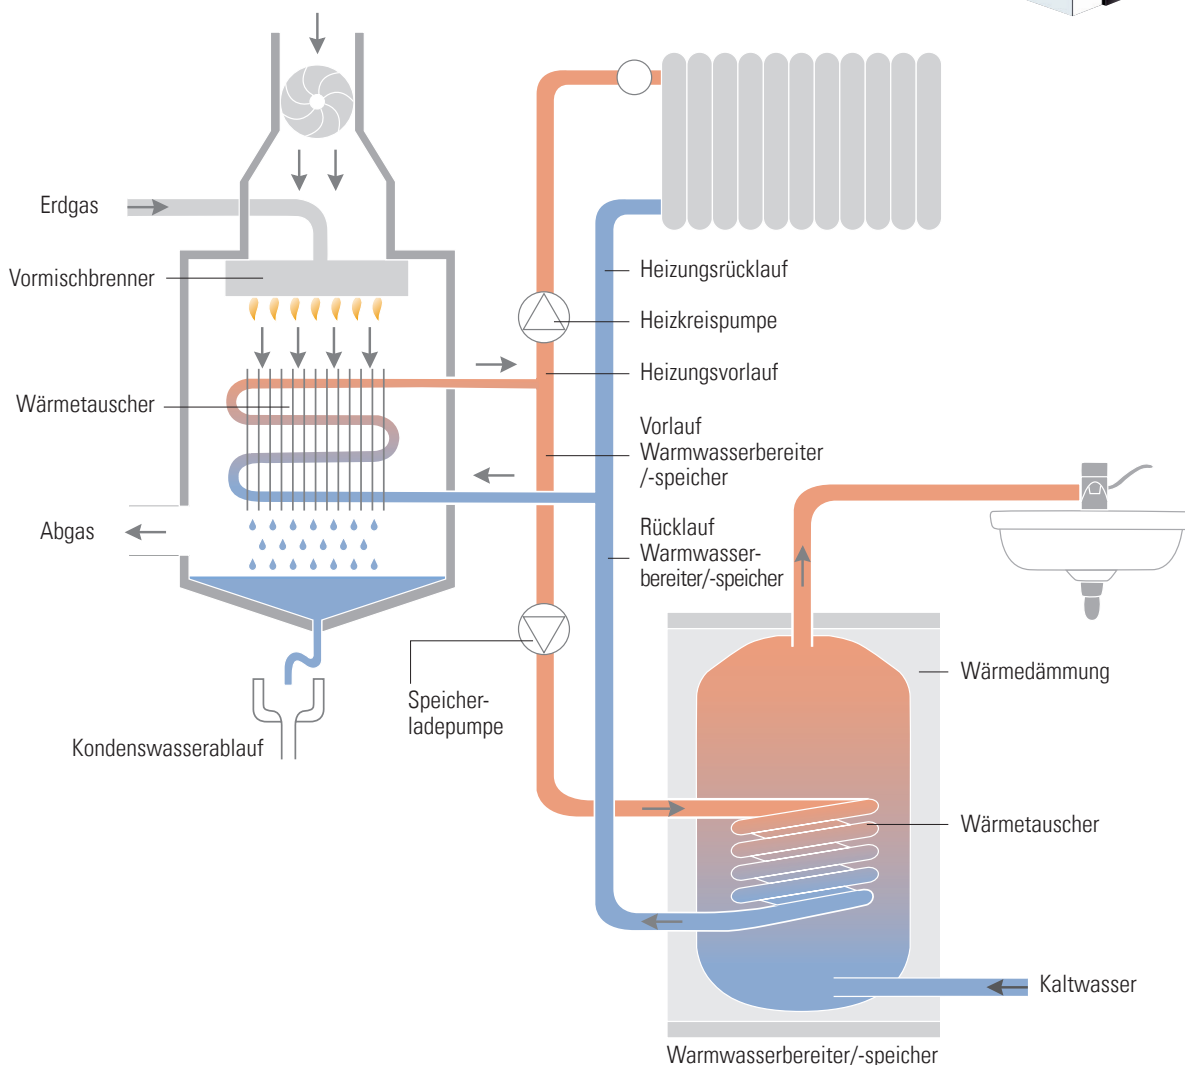 Erdgas
Vormischbrenner
Wärmetauscher
Abgas
Kondenswasserablauf
Heizungsrücklauf
Heizkreispumpe
Heizungsvorlauf
Vorlauf
Warmwasserbereiter
/-speicher
Rücklauf
Warmwasser-
bereiter/-speicher
Speicher-
ladepumpe
Wärmedämmung
Wärmetauscher
Kaltwasser
Warmwasserbereiter/-speicher